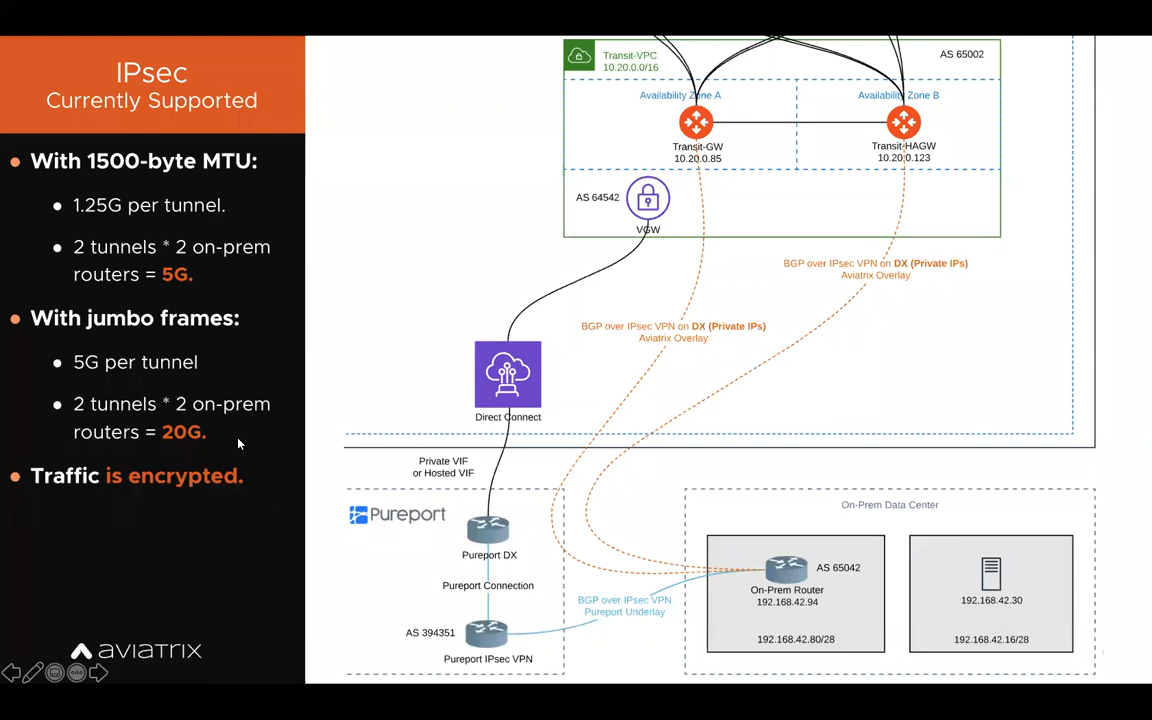 IPsec
Currently Supported
With 1500-byte MTU:
1.25G per tunnel.
2 tunnels * 2 on-prem
routers = 5G.
With jumbo frames:
5G per tunnel
2 tunnels * 2 on-prem
routers = 20G.
Traffic is encrypted.
aviatrix
Transit-VPC
10.20.0.0/16
AS 65002
Availability Zone A
Availability Zone B
Transit-GW
10.20.0.85
Transit-HAGW
10.20.0.123
AS 64542
VGW
BGP over IPsec VPN on DX (Private IPs)
Aviatrix Overlay
BGP over IPsec VPN on DX (Private IPs)
Aviatrix Overlay
Direct Connect
Private VIF
or Hosted VIF
Pureport
Pureport DX
Pureport Connection
AS 394351
Pureport IPsec VPN
BGP over IPsec VPN
Pureport Underlay
On-Prem Data Center
AS 65042
On-Prem Router
192.168.42.94
192.168.42.80/28
192.168.42.30
192.168.42.16/28